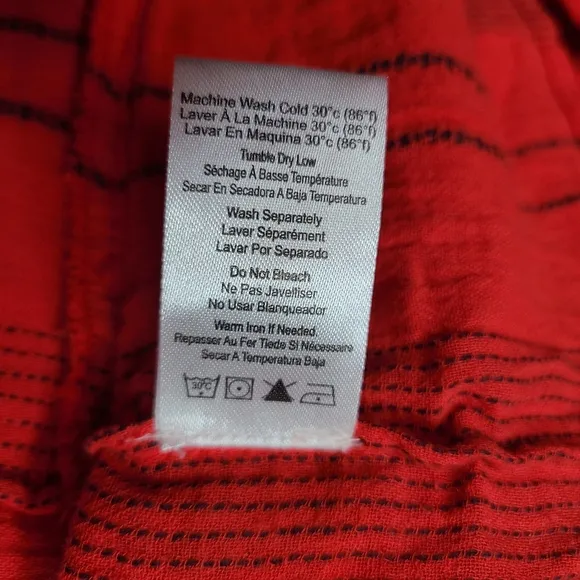 Machine Wash Cold 30°c (86°f)
Laver À La Machine 30°c (86°f)
Lavar En Maquina 30°c (86°f)
Tumble Dry Low
Séchage À Basse Température
Secar En Secadora A Baja Temperatura
Wash Separately
Laver Séparément
Lavar Por Separado
Do Not Bleach
Ne Pas Javelliser
No Usar Blanqueador
Warm Iron If Needed.
Repasser Au Fer Tiede Si Nécessaire
Secar A Temperatura Baja
30°C